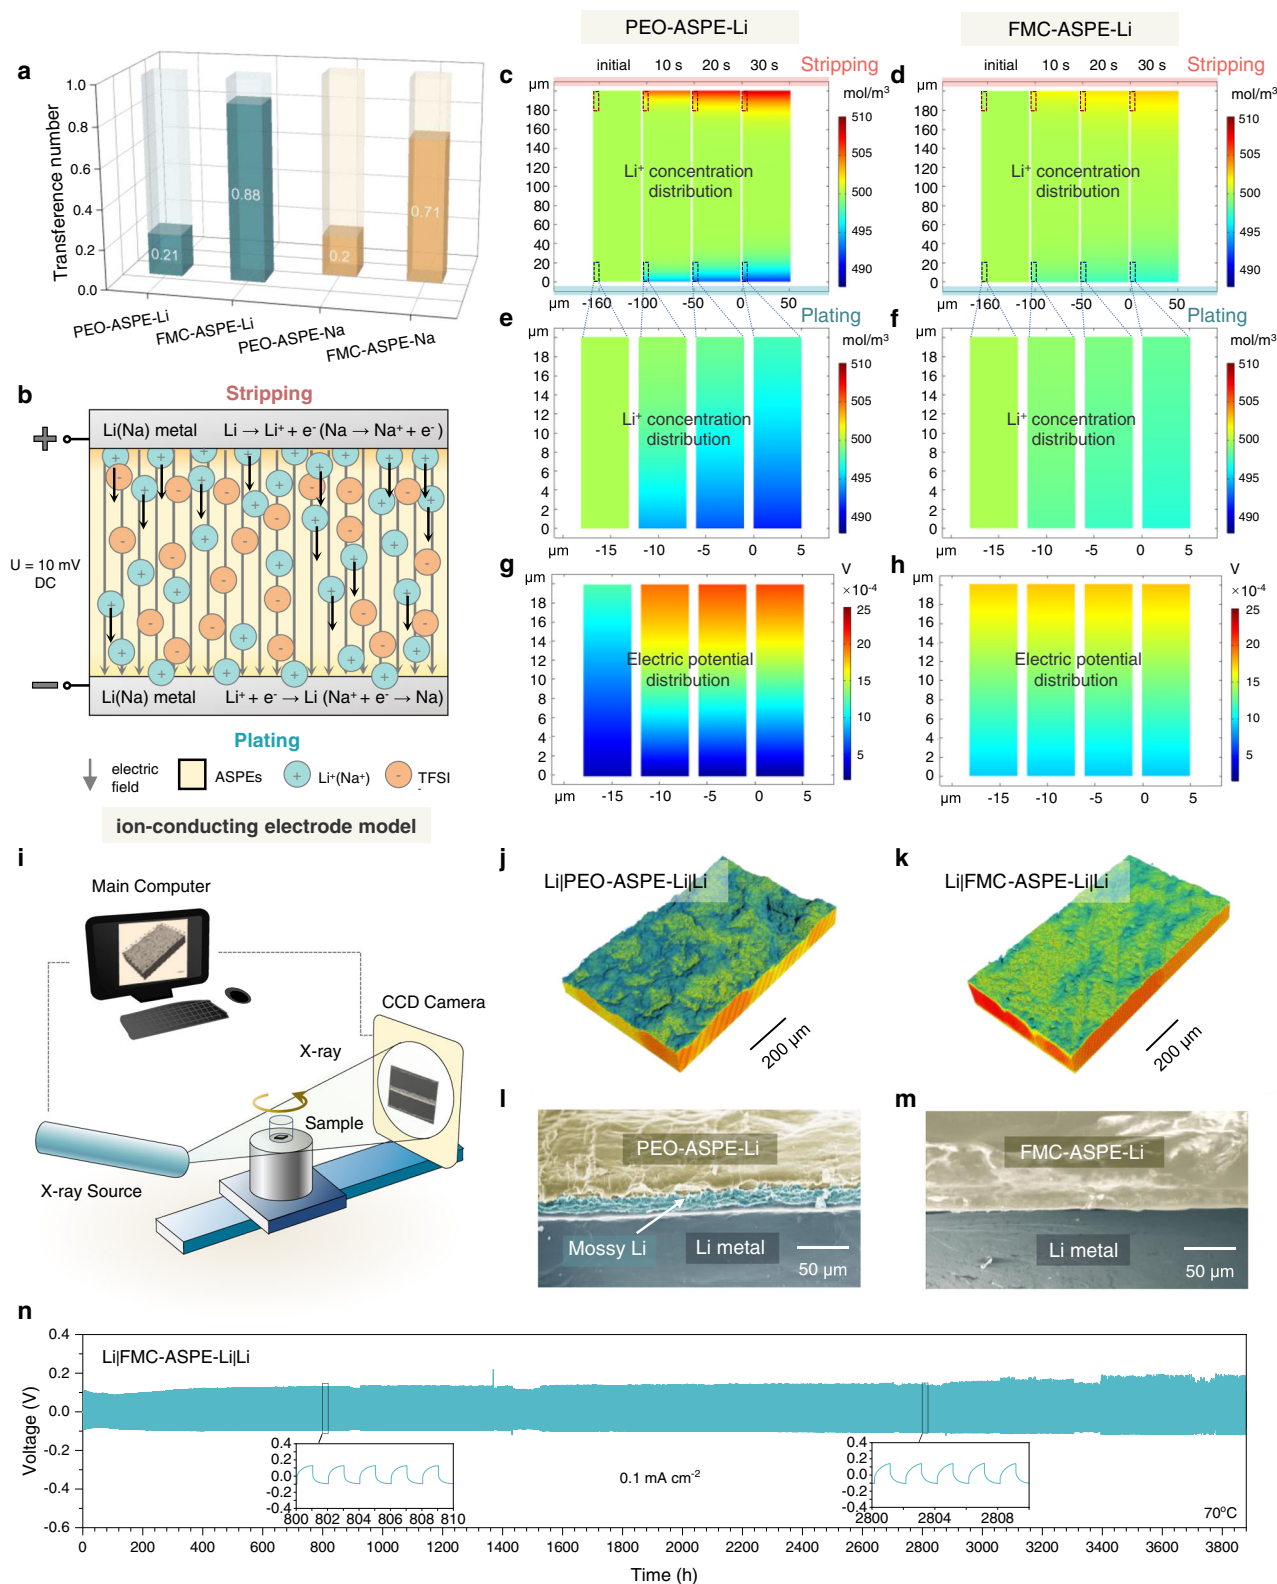 PEO-ASPE-Li
FMC-ASPE-Li
a
Transference number
1.0
0.8
0.6
0.4
0.2
0.0
0.21
0.88
0.2
0.71
PEO-ASPE-Li
FMC-ASPE-Li
PEO-ASPE-Na
FMC-ASPE-Na
b
Stripping
Li(Na) metal Li → Li⁺ + e⁻ (Na → Na⁺ + e⁻)
U = 10 mV
DC
Li(Na) metal Li⁺ + e⁻ → Li (Na⁺ + e⁻ → Na)
Plating
electric
field
ASPEs
Li⁺(Na⁺)
TFSI
-
ion-conducting electrode model
c
initial 10 s 20 s 30 s Stripping
μm
180
160
140
120
100
80
60
40
20
0
Li⁺ concentration
distribution
μm -160 -100 -50 0 50
mol/m³
510
505
500
495
490
Plating
d
initial 10 s 20 s 30 s Stripping
μm
180
160
140
120
100
80
60
40
20
0
Li⁺ concentration
distribution
μm -160 -100 -50 0 50
mol/m³
510
505
500
495
490
Plating
e
μm
18
16
14
12
10
8
6
4
2
0
Li⁺ concentration
distribution
μm -15 -10 -5 0 5
mol/m³
510
505
500
495
490
f
μm
18
16
14
12
10
8
6
4
2
0
Li⁺ concentration
distribution
μm -15 -10 -5 0 5
mol/m³
510
505
500
495
490
g
μm
18
16
14
12
10
8
6
4
2
0
Electric potential
distribution
μm -15 -10 -5 0 5
V
×10⁻⁴
25
20
15
10
5
h
μm
18
16
14
12
10
8
6
4
2
0
Electric potential
distribution
μm -15 -10 -5 0 5
V
×10⁻⁴
25
20
15
10
5
i
Main Computer
CCD Camera
X-ray
Sample
X-ray Source
j
Li|PEO-ASPE-Li|Li
200 μm
k
Li|FMC-ASPE-Li|Li
200 μm
l
PEO-ASPE-Li
Mossy Li
Li metal
50 μm
m
FMC-ASPE-Li
Li metal
50 μm
n
Li|FMC-ASPE-Li|Li
Voltage (V)
0.4
0.2
0.0
-0.2
-0.4
-0.6
0.4
0.2
0.0
-0.2
-0.4
800 802 804 806 808 810
0.1 mA cm⁻²
0.4
0.2
0.0
-0.2
-0.4
2800 2804 2808
70°C
0 200 400 600 800 1000 1200 1400 1600 1800 2000 2200 2400 2600 2800 3000 3200 3400 3600 3800
Time (h)